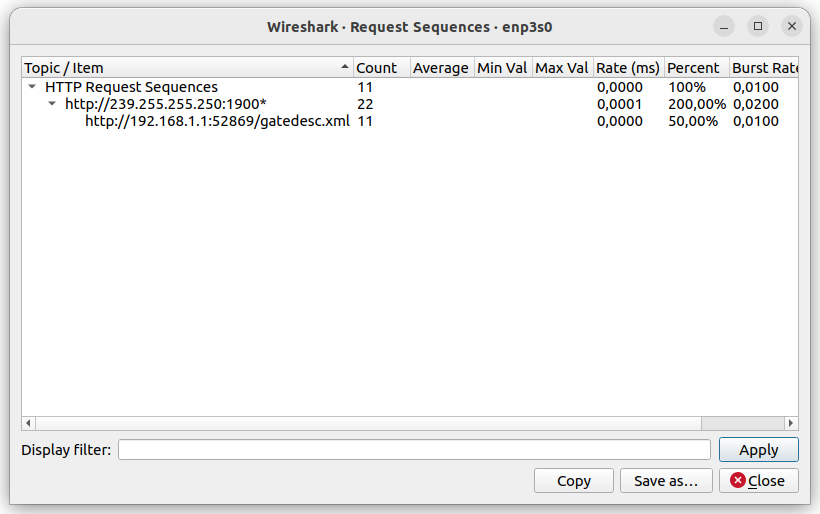 Wireshark · Request Sequences · enp3s0
Topic / Item Count Average Min Val Max Val Rate (ms) Percent Burst Rate
HTTP Request Sequences 11 0,0000 100% 0,0100
http://239.255.255.250:1900* 22 0,0001 200,00% 0,0200
http://192.168.1.1:52869/gatedesc.xml 11 0,0000 50,00% 0,0100
Display filter: Apply
Copy Save as... Close